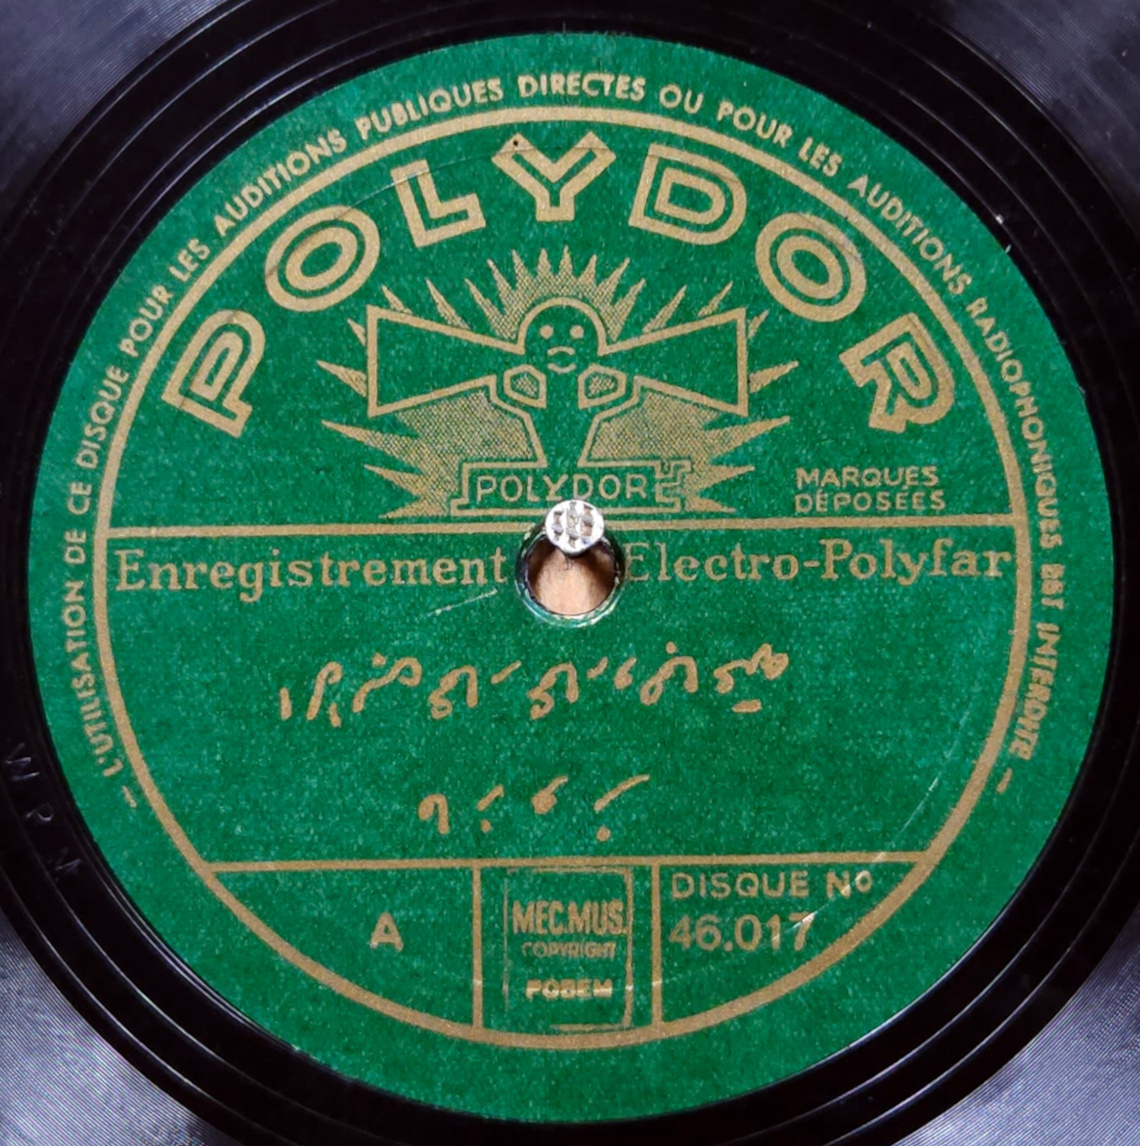 L'UTILISATION DE CE DISQUE POUR LES AUDITIONS PUBLIQUES DIRECTES OU POUR LES AUDITIONS RADIOPHONIQUES EST INTERDITE
POLYDOR
POLYDOR
MARQUES
DÉPOSÉES
Enregistrement Electro-Polyfar
A
MEC.MUS.
COPYRIGHT
DISQUE Nº
46.017
WRM